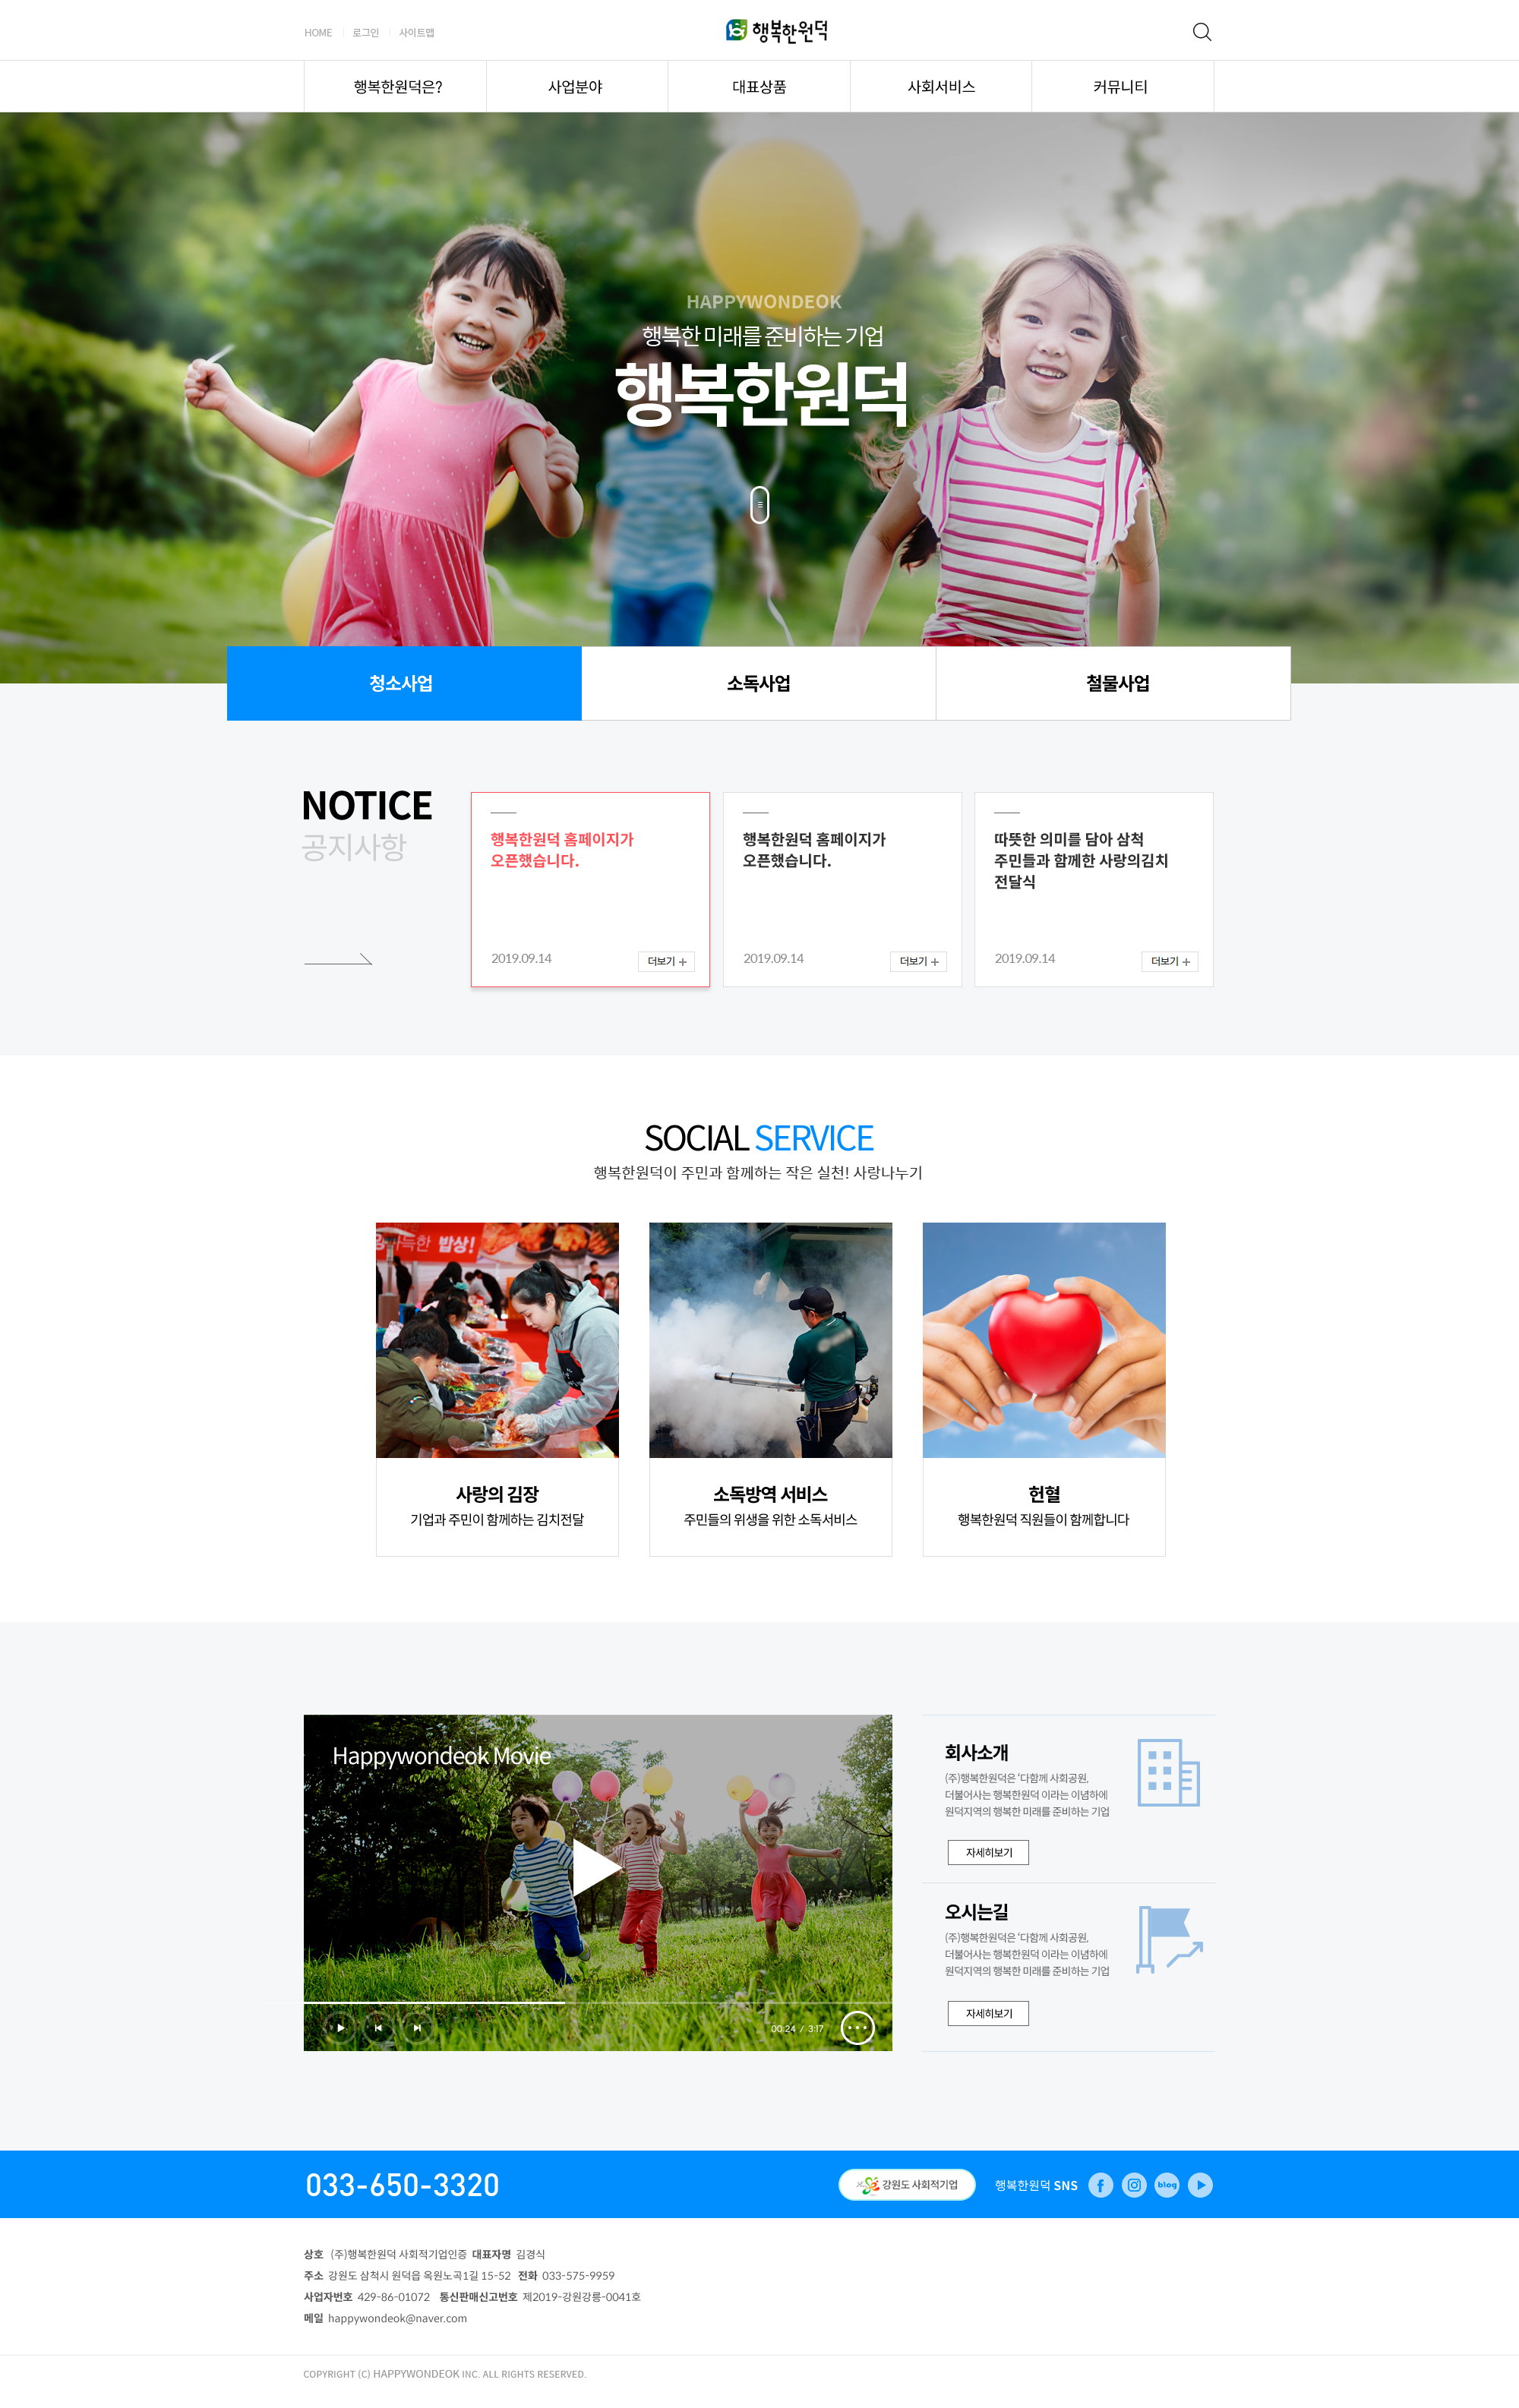 HOME 로그인 사이트맵
행복한원덕
행복한원덕은? 사업분야 대표상품 사회서비스 커뮤니티
HAPPYWONDEOK
행복한 미래를 준비하는 기업
행복한원덕
청소사업 소독사업 철물사업
NOTICE
공지사항
행복한원덕 홈페이지가
오픈했습니다.
2019.09.14 더보기 +
행복한원덕 홈페이지가
오픈했습니다.
2019.09.14 더보기 +
따뜻한 의미를 담아 삼척
주민들과 함께한 사랑의김치
전달식
2019.09.14 더보기 +
SOCIAL SERVICE
행복한원덕이 주민과 함께하는 작은 실천! 사랑나누기
밥상!
사랑의 김장
기업과 주민이 함께하는 김치전달
소독방역 서비스
주민들의 위생을 위한 소독서비스
헌혈
행복한원덕 직원들이 함께합니다
Happywondeok Movie
00:24 / 3:17
회사소개
(주)행복한원덕은 ‘다함께 사회공원,
더불어사는 행복한원덕 이라는 이념하에
원덕지역의 행복한 미래를 준비하는 기업
자세히보기
오시는길
(주)행복한원덕은 ‘다함께 사회공원,
더불어사는 행복한원덕 이라는 이념하에
원덕지역의 행복한 미래를 준비하는 기업
자세히보기
033-650-3320
강원도 사회적기업
행복한원덕 SNS
blog
상호 (주)행복한원덕 사회적기업인증 대표자명 김경식
주소 강원도 삼척시 원덕읍 옥원노곡1길 15-52 전화 033-575-9959
사업자번호 429-86-01072 통신판매신고번호 제2019-강원강릉-0041호
메일 happywondeok@naver.com
COPYRIGHT (C) HAPPYWONDEOK INC. ALL RIGHTS RESERVED.